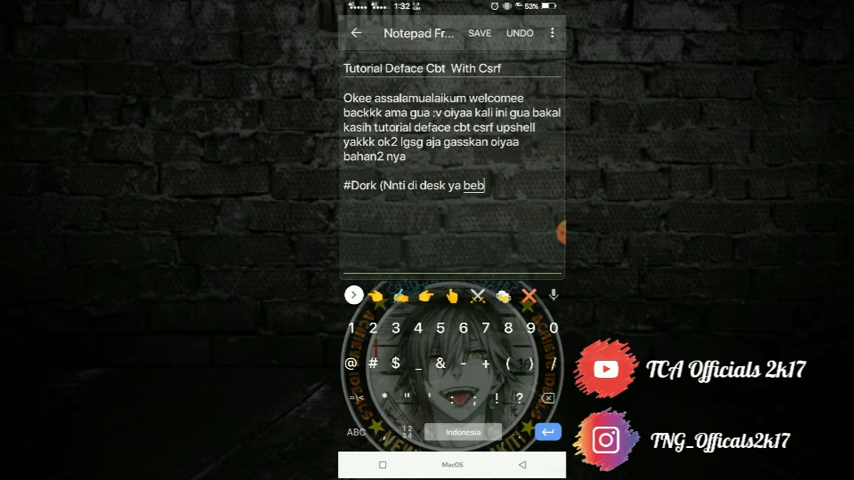 1:32
53%
Notepad Fr... SAVE UNDO
Tutorial Deface Cbt With Csrf
Okee assalamualaikum welcomee
backkk ama gua :v oiyaa kali ini gua bakal
kasih tutorial deface cbt csrf upshell
yakkk ok2 lgsg aja gasskan oiyaa
bahan2 nya
#Dork (Nnti di desk ya beb
1 2 3 4 5 6 7 8 9 0
@ # $ _ & - + ( ) /
= < * " ' : ; ! ? 
ABC , 12 34 Indonesia .
MacOS
TCA Officials 2k17
TNG_Officals2k17